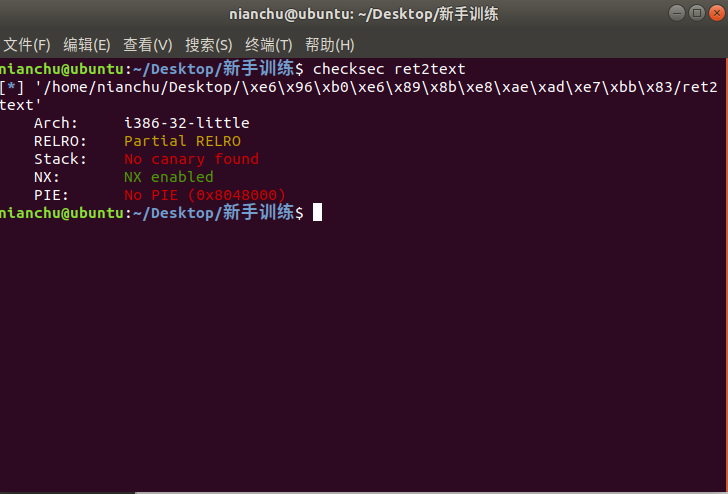 nianchu@ubuntu: ~/Desktop/新手训练
文件(F) 编辑(E) 查看(V) 搜索(S) 终端(T) 帮助(H)
nianchu@ubuntu:~/Desktop/新手训练$ checksec ret2text
[*] '/home/nianchu/Desktop/\xe6\x96\xb0\xe6\x89\x8b\xe8\xae\xad\xe7\xbb\x83/ret2
text'
    Arch:     i386-32-little
    RELRO:    Partial RELRO
    Stack:    No canary found
    NX:       NX enabled
    PIE:      No PIE (0x8048000)
nianchu@ubuntu:~/Desktop/新手训练$